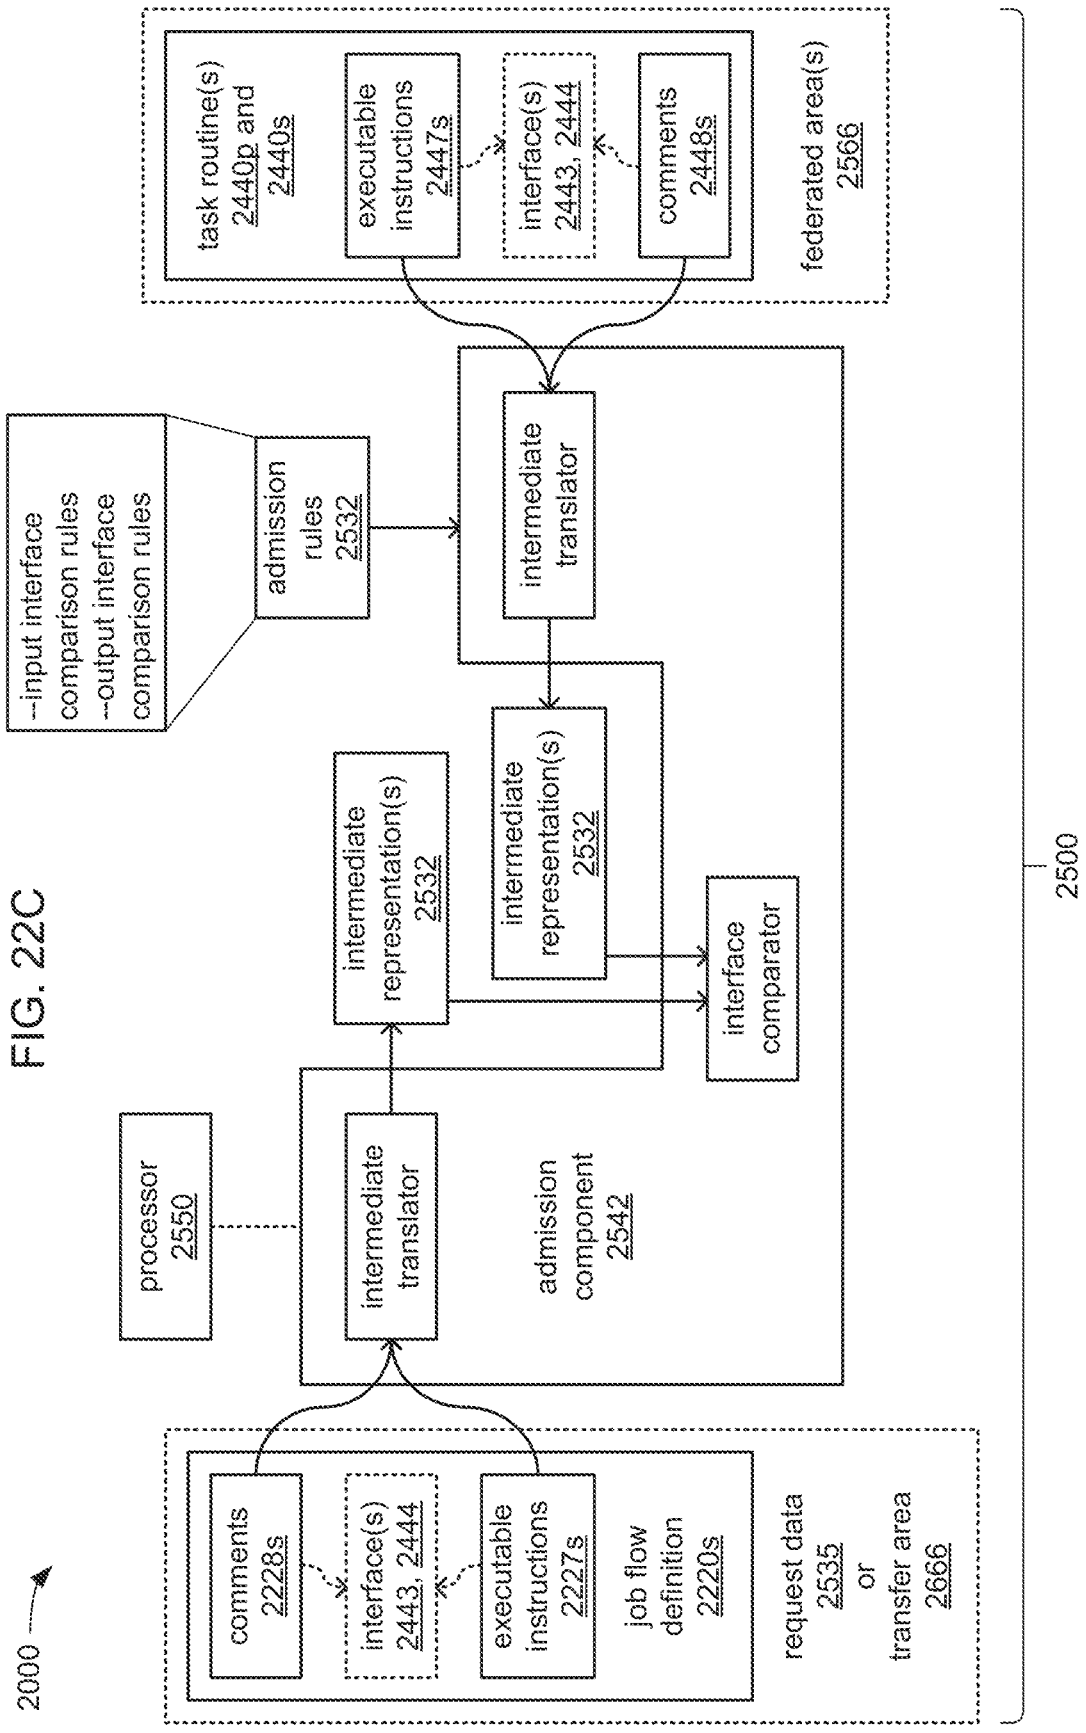 FIG. 22C
2000
--input interface
comparison rules
--output interface
comparison rules
processor
2550
admission
rules
2532
comments
2228s
interface(s)
2443, 2444
executable
instructions
2227s
job flow
definition
2220s
request data
2535
or
transfer area
2666
intermediate
translator
admission
component
2542
intermediate
representation(s)
2532
intermediate
representation(s)
2532
interface
comparator
intermediate
translator
task routine(s)
2440p and
2440s
executable
instructions
2447s
interface(s)
2443, 2444
comments
2448s
federated area(s)
2566
2500